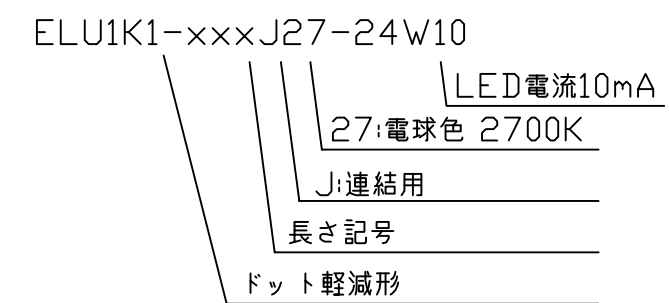 ELU1K1-xxxJ27-24W10
LED電流10mA
27:電球色 2700K
J:連結用
長さ記号
ドット軽減形